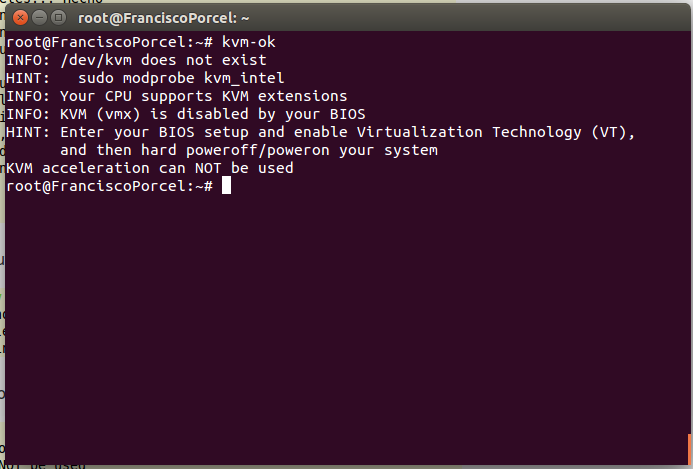 root@FranciscoPorcel: ~
root@FranciscoPorcel:~# kvm-ok
INFO: /dev/kvm does not exist
HINT:   sudo modprobe kvm_intel
INFO: Your CPU supports KVM extensions
INFO: KVM (vmx) is disabled by your BIOS
HINT: Enter your BIOS setup and enable Virtualization Technology (VT),
      and then hard poweroff/poweron your system
KVM acceleration can NOT be used
root@FranciscoPorcel:~#